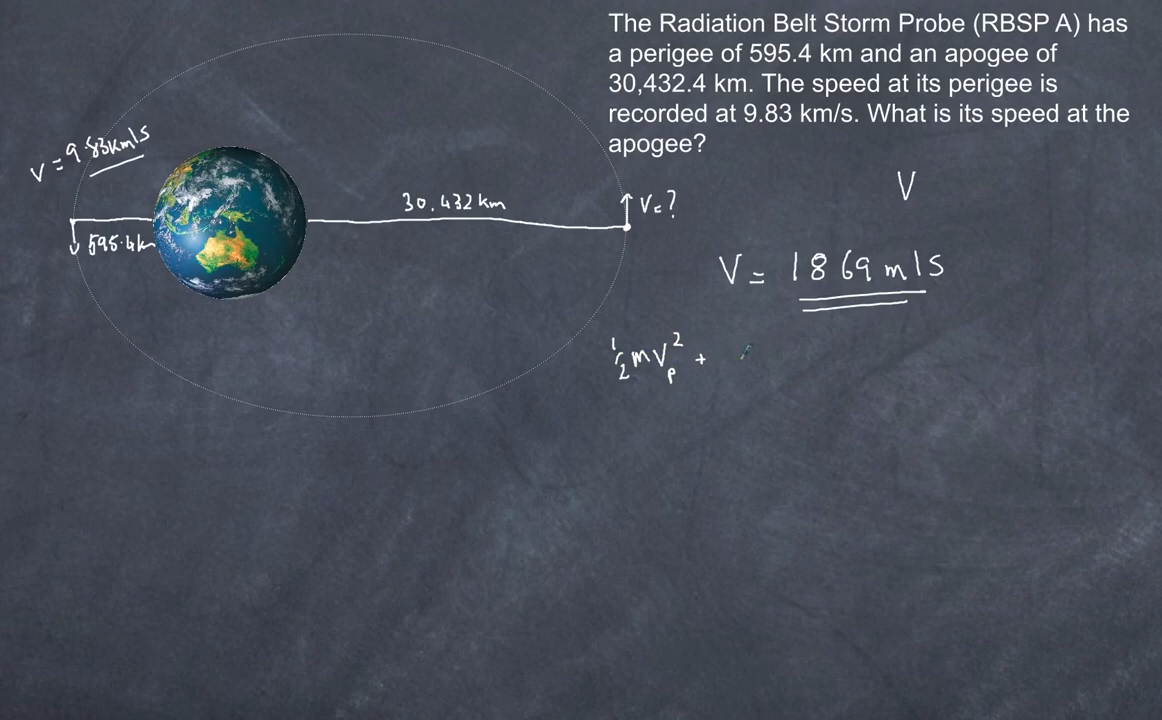 The Radiation Belt Storm Probe (RBSP A) has
a perigee of 595.4 km and an apogee of
30,432.4 km. The speed at its perigee is
recorded at 9.83 km/s. What is its speed at the
apogee?
V = 9.83km/s
30,432 km
V = ?
595.4k
V
V = 1869 m/s
½mVₚ² +